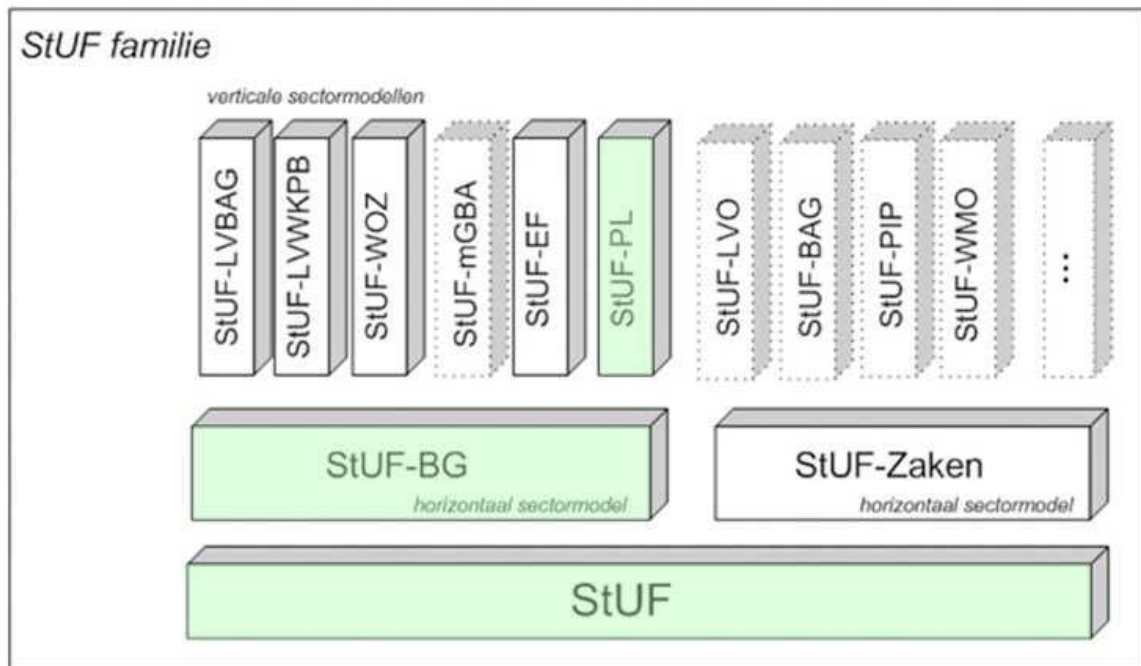 StUF familie
verticale sectormodellen
StUF-LVBAG
StUF-LVWKPB
StUF-WOZ
StUF-mGBA
StUF-EF
StUF-PL
StUF-LVO
StUF-BAG
StUF-PIP
StUF-WMO
...
StUF-BG
horizontaal sectormodel
StUF-Zaken
horizontaal sectormodel
StUF